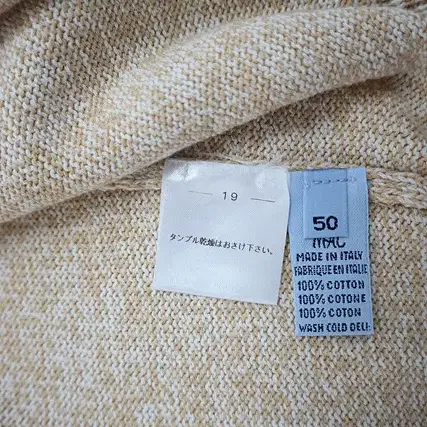 19
タンブル乾燥はおさけ下さい。
50
MADE IN ITALY
FABRIQUE EN ITALIE
100% COTTON
100% COTONE
100% COTON
WASH COLD DELI